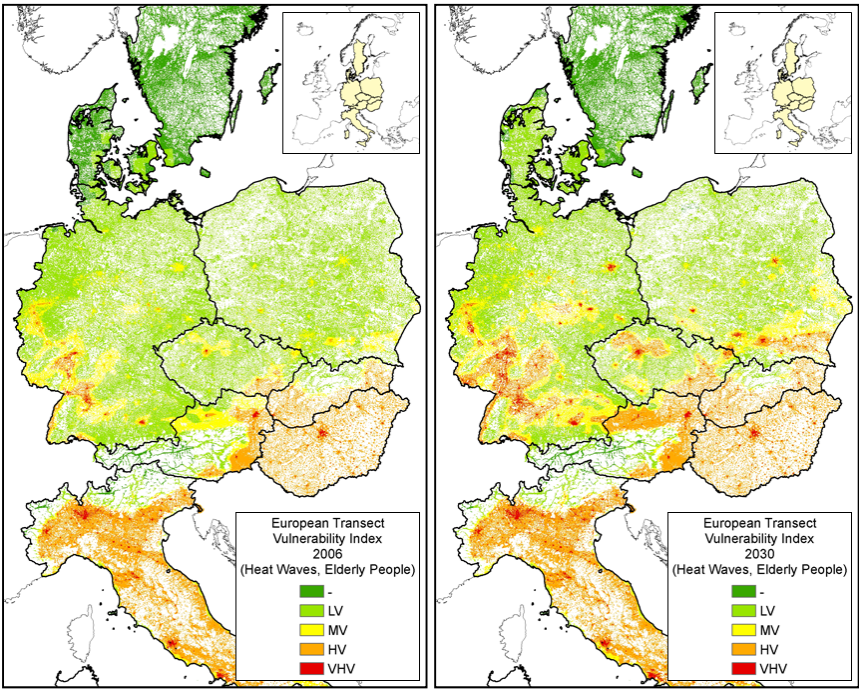 European Transect
Vulnerability Index
2006
(Heat Waves, Elderly People)
-
LV
MV
HV
VHV
European Transect
Vulnerability Index
2030
(Heat Waves, Elderly People)
-
LV
MV
HV
VHV